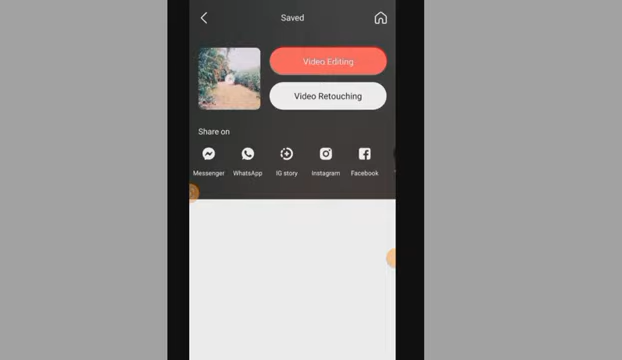 Saved
Video Editing
Video Retouching
Share on
Messenger WhatsApp IG story Instagram Facebook